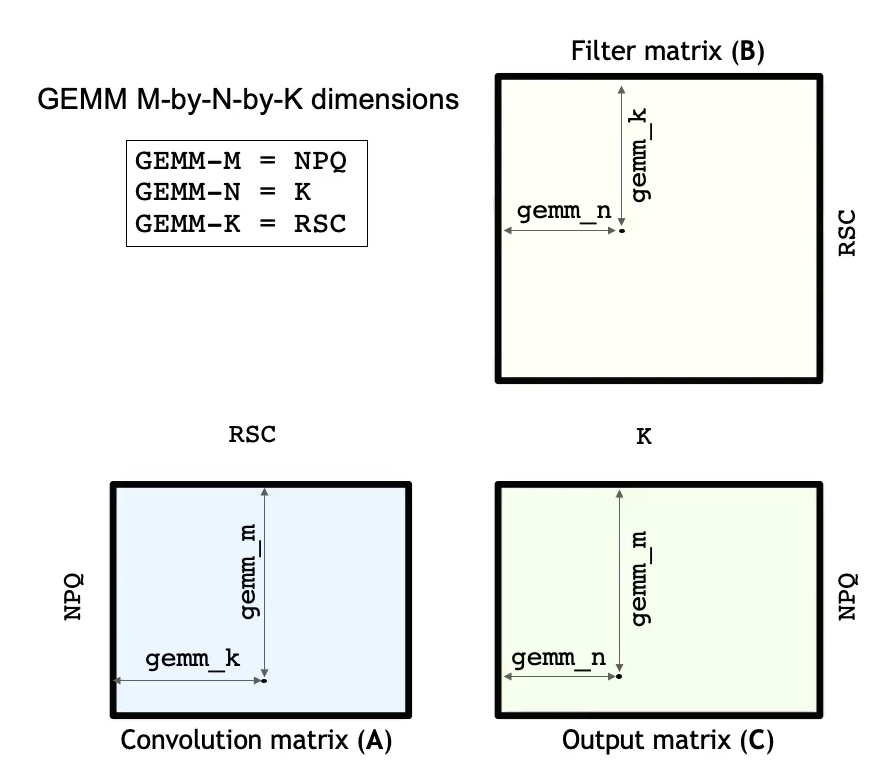 Filter matrix (B)
GEMM M-by-N-by-K dimensions
GEMM-M = NPQ
GEMM-N = K
GEMM-K = RSC
gemm_k
gemm_n
RSC
RSC
K
NPQ
gemm_m
gemm_k
gemm_m
gemm_n
NPQ
Convolution matrix (A)
Output matrix (C)